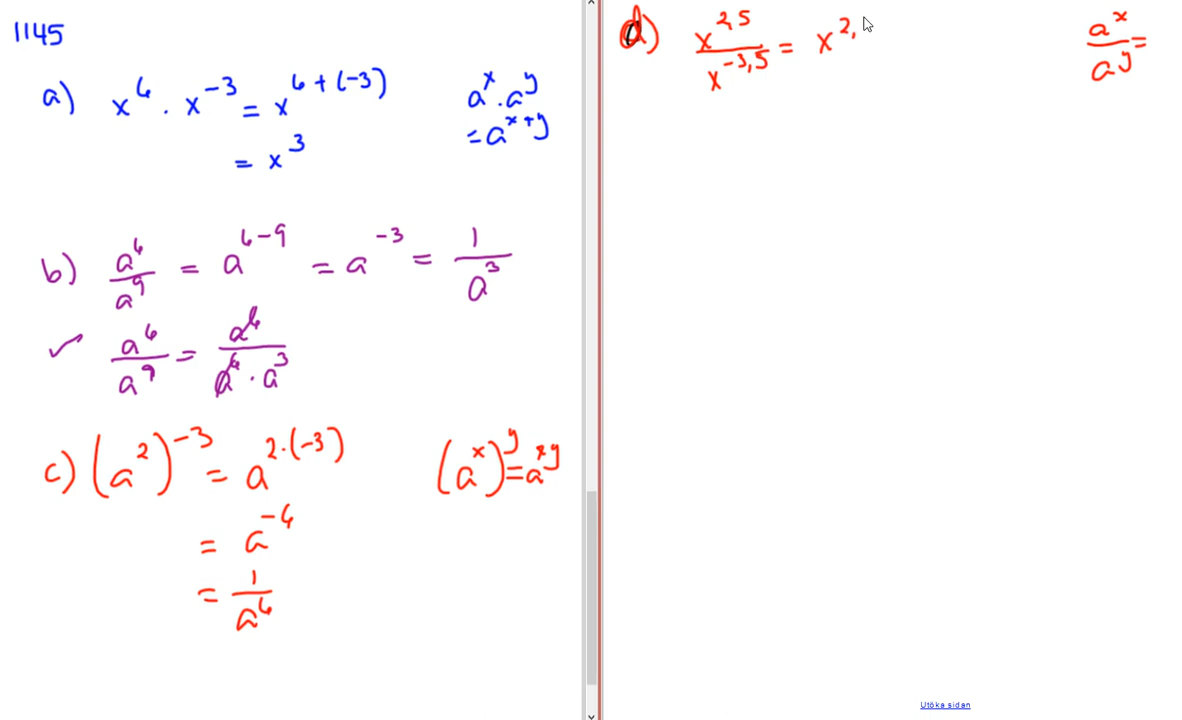 1145
a) x^6 · x^-3 = x^6+(-3)
= x^3
a^x · a^y
= a^x+y
b) a^6/a^9 = a^6-9 = a^-3 = 1/a^3
✓ a^6/a^9 = a^6/(a^6 · a^3)
c) (a^2)^-3 = a^2·(-3)
= a^-6
= 1/a^6
(a^x)^y = a^xy
d) x^2,5/x^-3,5 = x^2,
a^x/a^y =
Utöka sidan